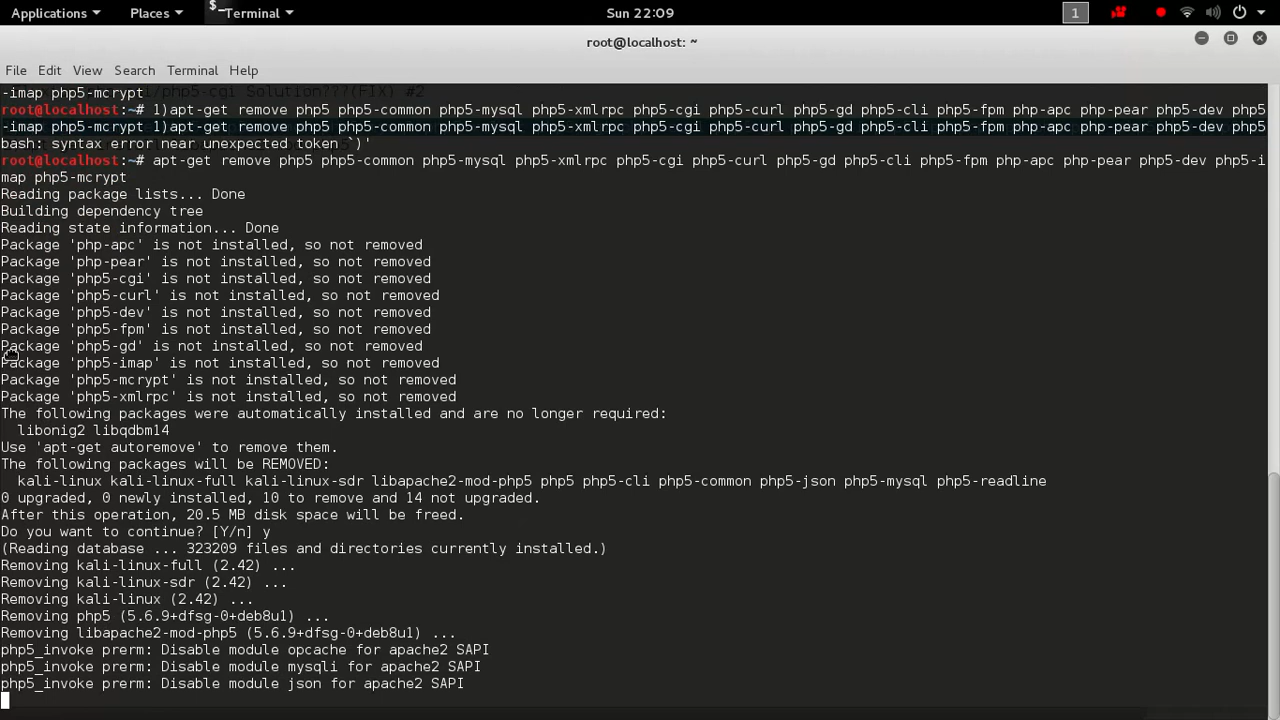 Applications Places Terminal Sun 22:09 1
root@localhost: ~
File Edit View Search Terminal Help
-imap php5-mcrypt
/php5-cgi Solution???(FIX) #2
root@localhost:~# 1)apt-get remove php5 php5-common php5-mysql php5-xmlrpc php5-cgi php5-curl php5-gd php5-cli php5-fpm php-apc php-pear php5-dev php5
-imap php5-mcrypt 1)apt-get remove php5 php5-common php5-mysql php5-xmlrpc php5-cgi php5-curl php5-gd php5-cli php5-fpm php-apc php-pear php5-dev php5
bash: syntax error near unexpected token `)'
root@localhost:~# apt-get remove php5 php5-common php5-mysql php5-xmlrpc php5-cgi php5-curl php5-gd php5-cli php5-fpm php-apc php-pear php5-dev php5-i
map php5-mcrypt
Reading package lists... Done
Building dependency tree
Reading state information... Done
Package 'php-apc' is not installed, so not removed
Package 'php-pear' is not installed, so not removed
Package 'php5-cgi' is not installed, so not removed
Package 'php5-curl' is not installed, so not removed
Package 'php5-dev' is not installed, so not removed
Package 'php5-fpm' is not installed, so not removed
Package 'php5-gd' is not installed, so not removed
Package 'php5-imap' is not installed, so not removed
Package 'php5-mcrypt' is not installed, so not removed
Package 'php5-xmlrpc' is not installed, so not removed
The following packages were automatically installed and are no longer required:
libonig2 libqdbm14
Use 'apt-get autoremove' to remove them.
The following packages will be REMOVED:
kali-linux kali-linux-full kali-linux-sdr libapache2-mod-php5 php5 php5-cli php5-common php5-json php5-mysql php5-readline
0 upgraded, 0 newly installed, 10 to remove and 14 not upgraded.
After this operation, 20.5 MB disk space will be freed.
Do you want to continue? [Y/n] y
(Reading database ... 323209 files and directories currently installed.)
Removing kali-linux-full (2.42) ...
Removing kali-linux-sdr (2.42) ...
Removing kali-linux (2.42) ...
Removing php5 (5.6.9+dfsg-0+deb8u1) ...
Removing libapache2-mod-php5 (5.6.9+dfsg-0+deb8u1) ...
php5_invoke prerm: Disable module opcache for apache2 SAPI
php5_invoke prerm: Disable module mysqli for apache2 SAPI
php5_invoke prerm: Disable module json for apache2 SAPI